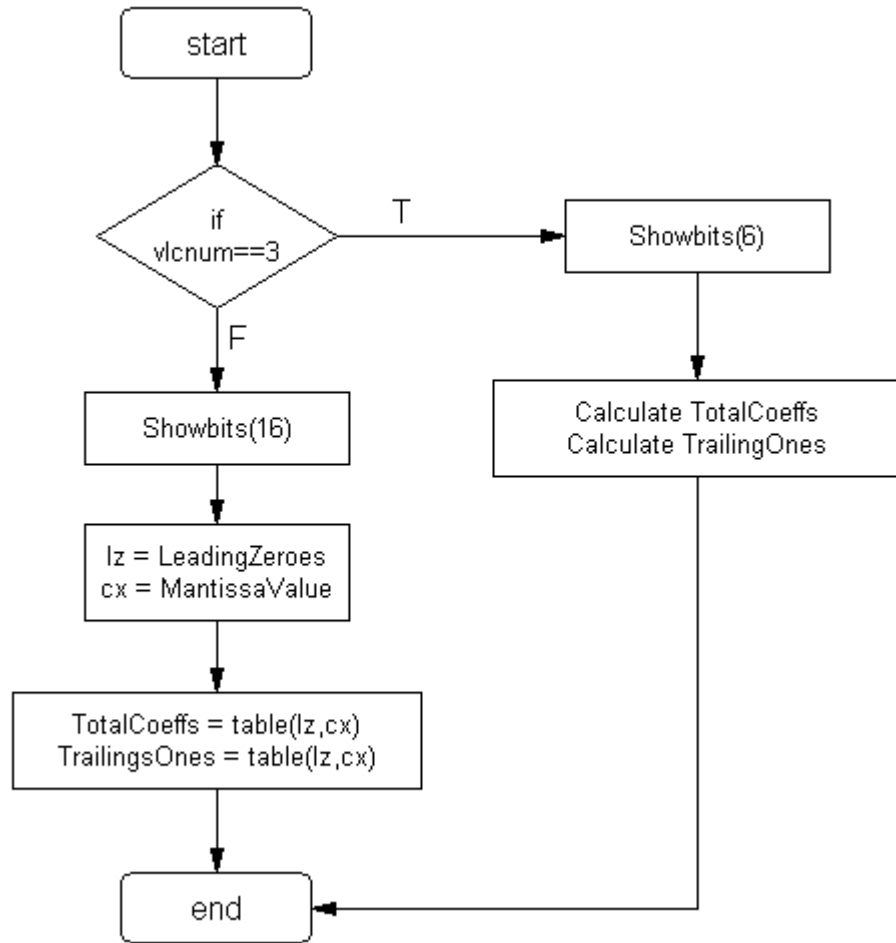 start
if
vlcnum==3
T
Showbits(6)
F
Showbits(16)
Calculate TotalCoeffs
Calculate TrailingOnes
lz = LeadingZeroes
cx = MantissaValue
TotalCoeffs = table(lz,cx)
TrailingsOnes = table(lz,cx)
end